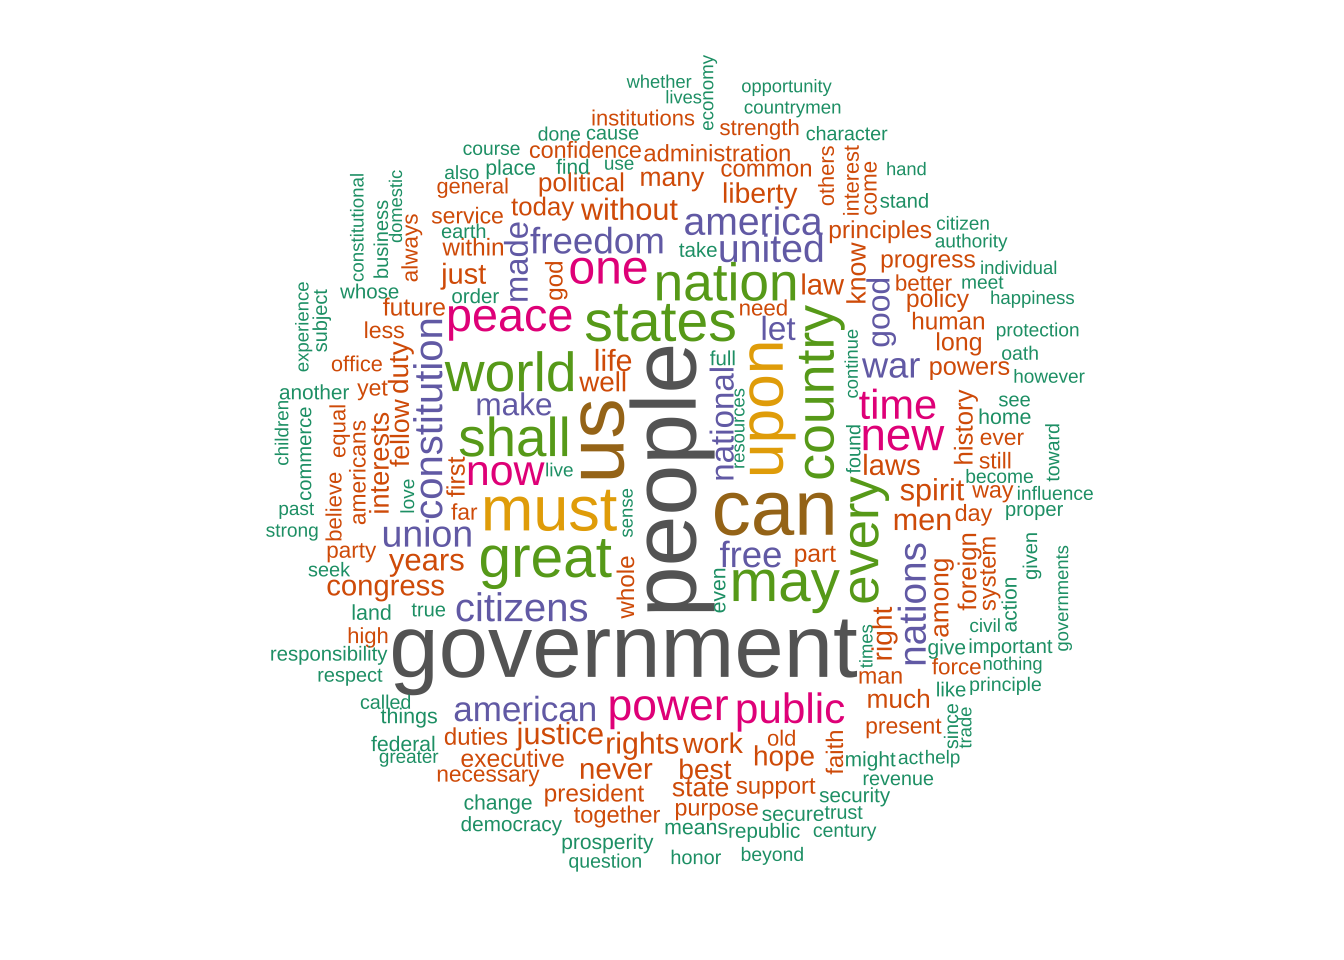 whether
lives
economy
opportunity
countrymen
institutions
strength
character
done
cause
course
confidence
administration
also
place
find
use
common
others
interest
come
hand
general
political
many
liberty
stand
constitutional
business
domestic
always
service
today
without
america
principles
citizen
earth
freedom
take
united
authority
within
made
know
progress
individual
just
god
one
nation
law
better
meet
whose
order
good
policy
happiness
experience
subject
future
peace
states
need
let
human
protection
less
long
oath
office
duty
constitution
world
life
full
upon
country
continue
war
powers
however
another
yet
well
national
resources
children
commerce
equal
americans
interests
fellow
make
us
people
time
see
home
shall
new
history
ever
toward
believe
love
first
now
live
found
laws
still
become
past
far
must
sense
can
every
spirit
way
influence
strong
union
men
day
proper
party
years
great
free
part
foreign
system
given
governments
seek
congress
whole
even
may
nations
among
action
land
true
citizens
right
civil
high
government
times
give
important
responsibility
man
force
nothing
respect
like
principle
called
american
power
public
much
things
present
since
trade
federal
duties
justice
rights
work
old
faith
greater
executive
hope
might
act
help
necessary
never
best
revenue
president
state
support
security
change
together
purpose
secure
trust
democracy
means
republic
century
prosperity
question
honor
beyond